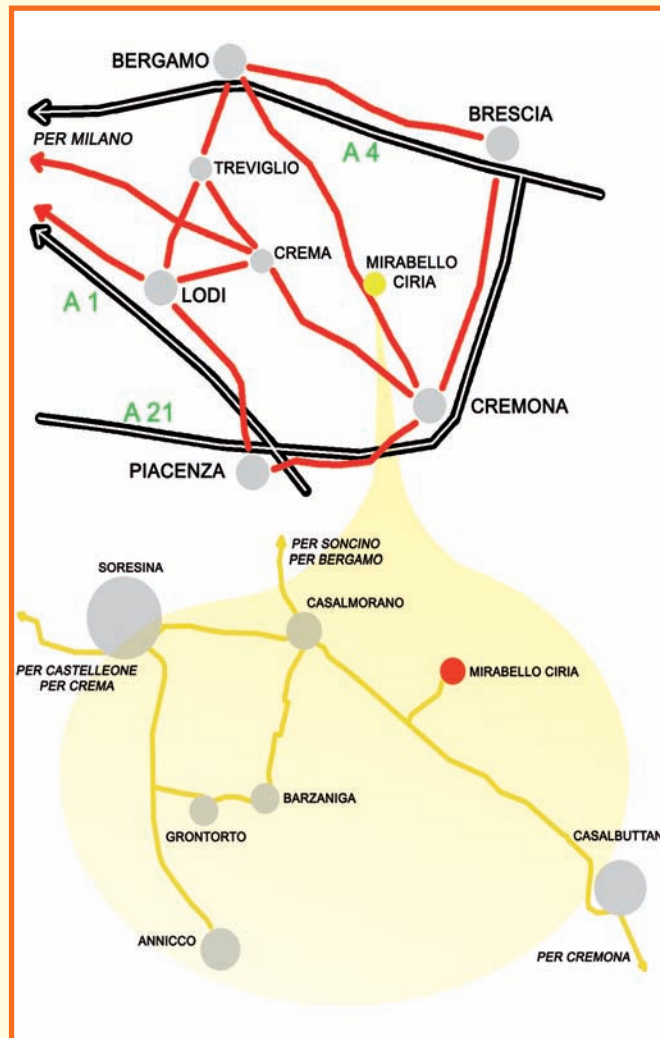 BERGAMO
BRESCIA
PER MILANO
A 4
TREVIGLIO
CREMA
MIRABELLO
CIRIA
LODI
A 1
CREMONA
A 21
PIACENZA
PER SONCINO
PER BERGAMO
SORESINA
CASALMORANO
PER CASTELLEONE
PER CREMA
MIRABELLO CIRIA
BARZANIGA
GRONTORTO
CASALBUTTAN
ANNICCO
PER CREMONA